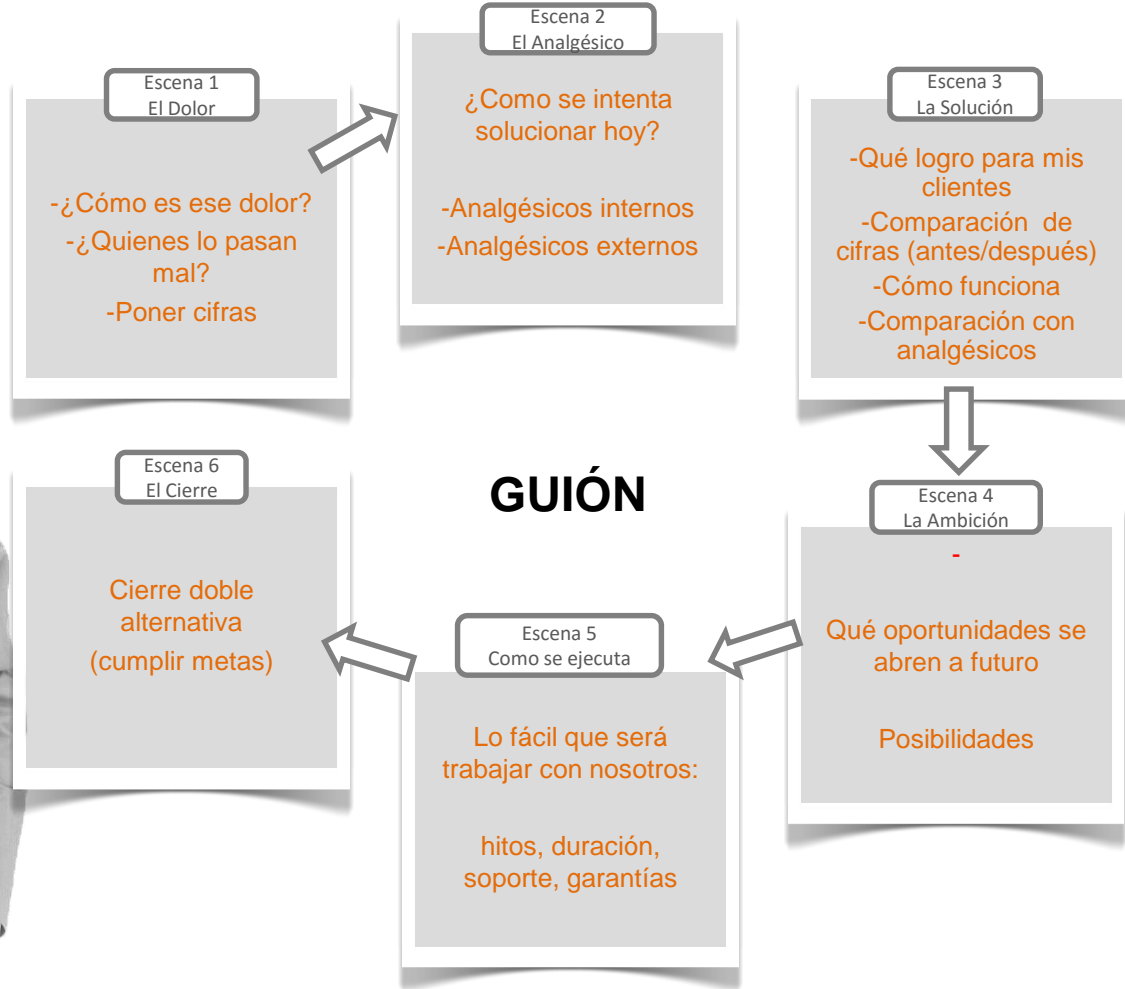 Escena 1
El Dolor
-¿Cómo es ese dolor?
-¿Quienes lo pasan
mal?
-Poner cifras
Escena 2
El Analgésico
¿Como se intenta
solucionar hoy?
-Analgésicos internos
-Analgésicos externos
Escena 3
La Solución
-Qué logro para mis
clientes
-Comparación de
cifras (antes/después)
-Cómo funciona
-Comparación con
analgésicos
GUIÓN
Escena 4
La Ambición
-
Qué oportunidades se
abren a futuro
Posibilidades
Escena 5
Como se ejecuta
Lo fácil que será
trabajar con nosotros:
hitos, duración,
soporte, garantías
Escena 6
El Cierre
Cierre doble
alternativa
(cumplir metas)